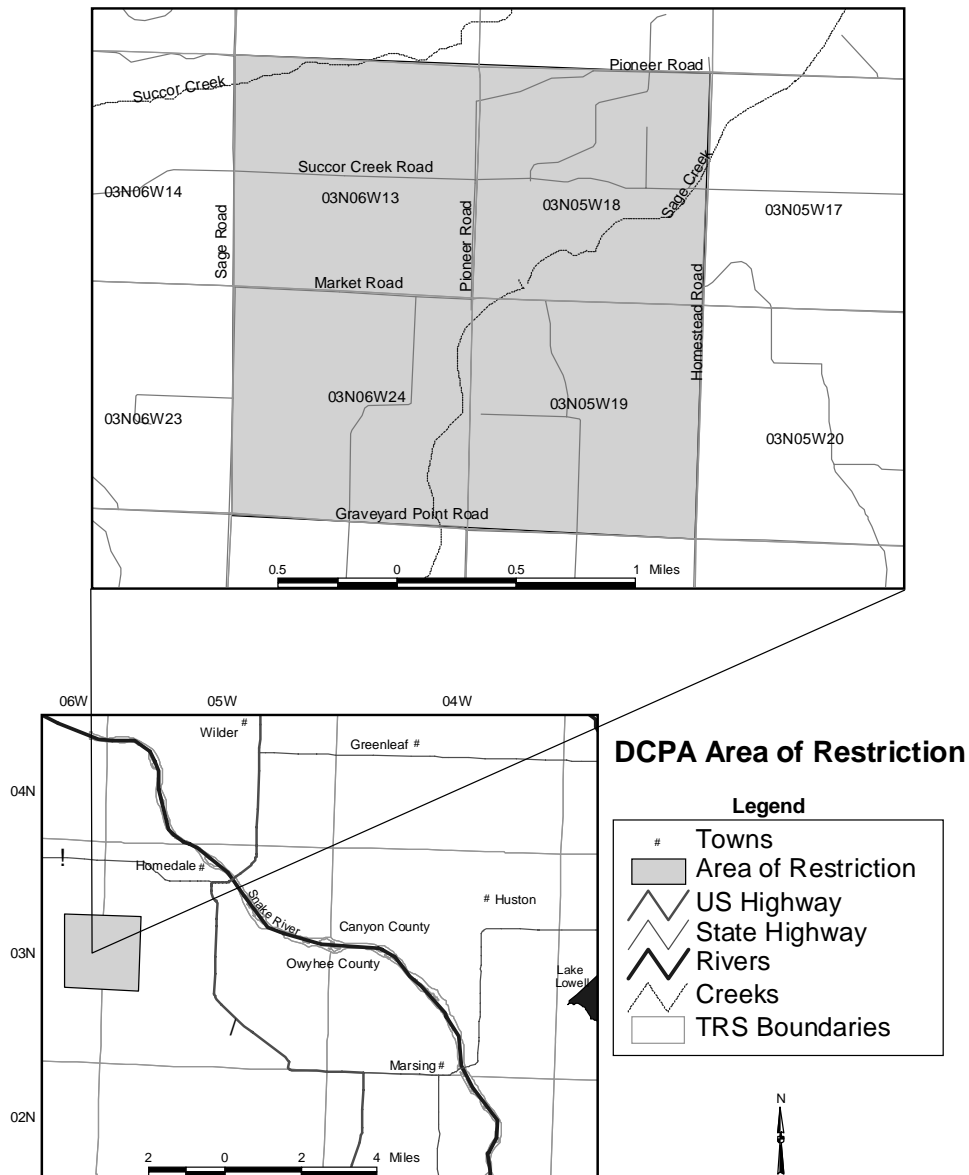 Pioneer Road
Succor Creek
Succor Creek Road
Sage Creek
03N06W14
03N06W13
03N05W18
03N05W17
Sage Road
Pioneer Road
Market Road
Homestead Road
03N06W24
03N05W19
03N06W23
03N05W20
Graveyard Point Road
0.5 0 0.5 1 Miles
06W 05W 04W
Wilder #
Greenleaf #
DCPA Area of Restriction
04N
Legend
# Towns
Area of Restriction
US Highway
State Highway
Rivers
Creeks
TRS Boundaries
!
Homedale #
Snake River
# Huston
Canyon County
Owyhee County
03N
Lake
Lowell
Marsing #
02N
N
2 0 2 4 Miles